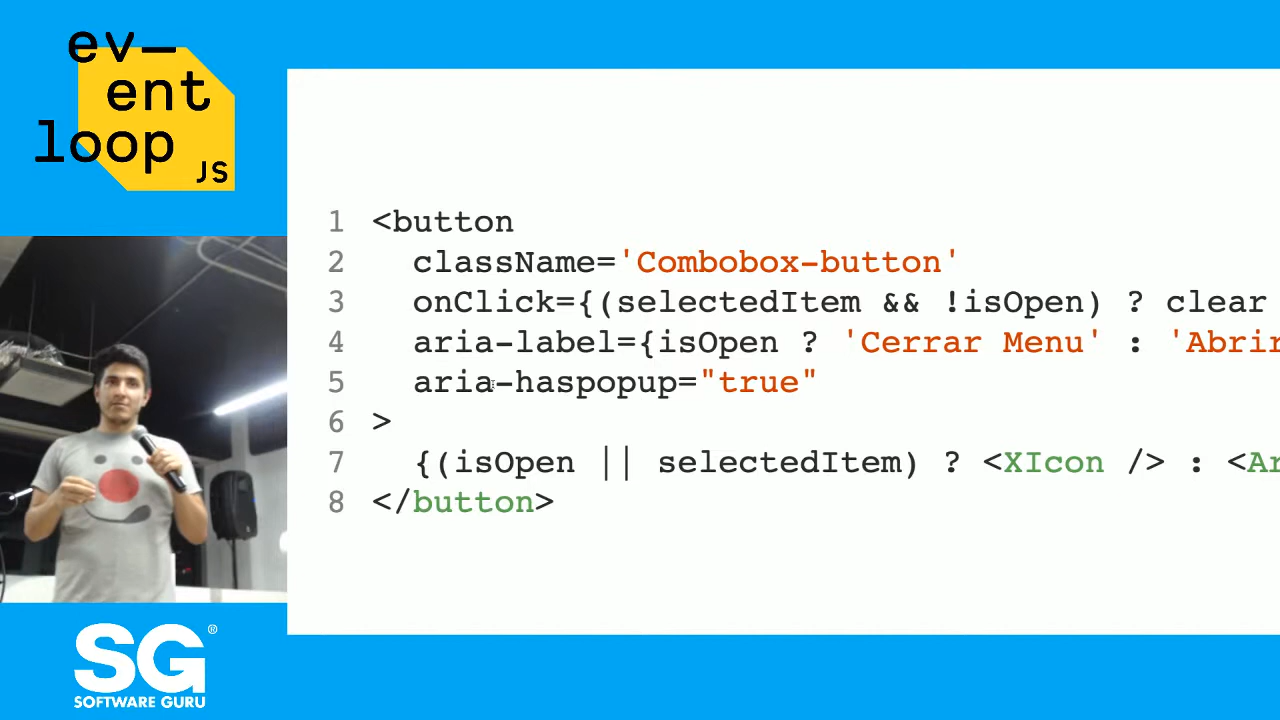 ev—
ent
loop
JS
1 <button
2 className='Combobox-button'
3 onClick={(selectedItem && !isOpen) ? clear
4 aria-label={isOpen ? 'Cerrar Menu' : 'Abrir
5 aria-haspopup="true"
6 >
7 {(isOpen || selectedItem) ? <XIcon /> : <Ar
8 </button>
SG®
SOFTWARE GURU